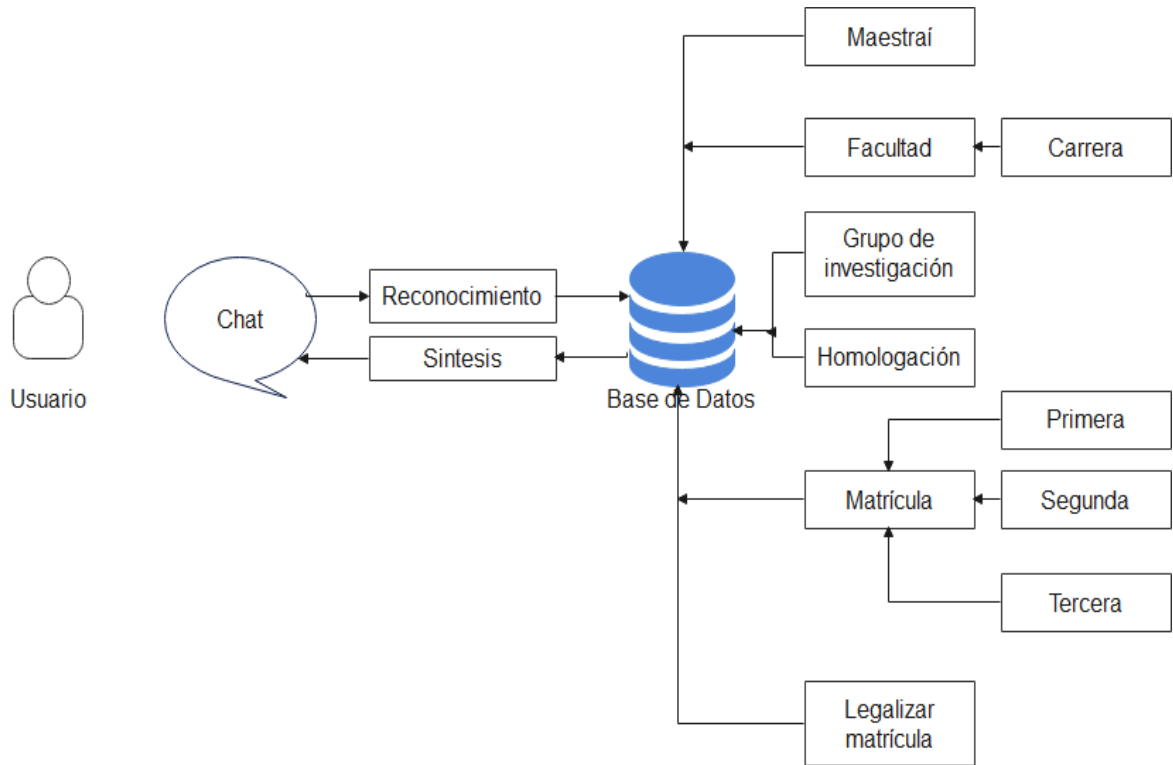 Maestraí
Facultad
Carrera
Grupo de
investigación
Reconocimiento
Chat
Sintesis
Homologación
Usuario
Base de Datos
Primera
Matrícula
Segunda
Tercera
Legalizar
matrícula